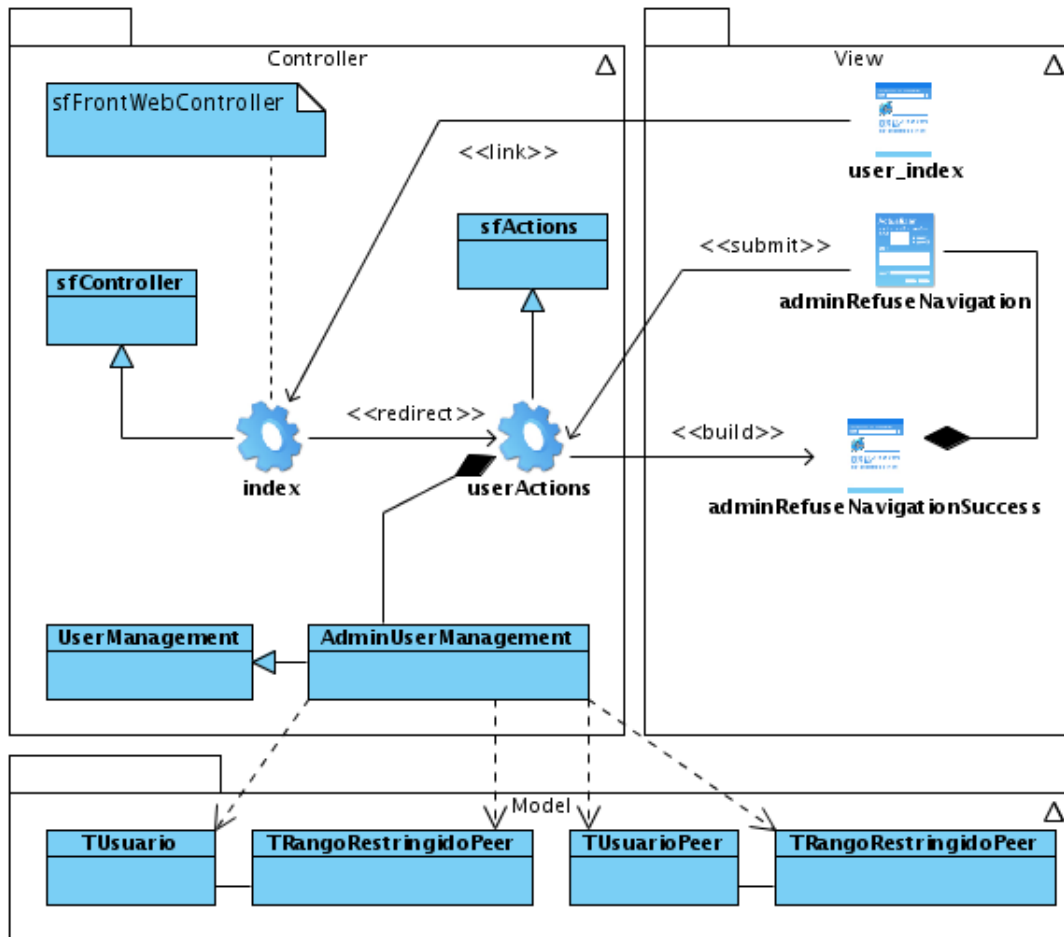 Controller
View
sfFrontWebController
<<link>>
user_index
sfActions
<<submit>>
sfController
adminRefuseNavigation
<<redirect>>
<<build>>
index
userActions
adminRefuseNavigationSuccess
UserManagement
AdminUserManagement
Model
TUsuario
TRangoRestringidoPeer
TUsuarioPeer
TRangoRestringidoPeer